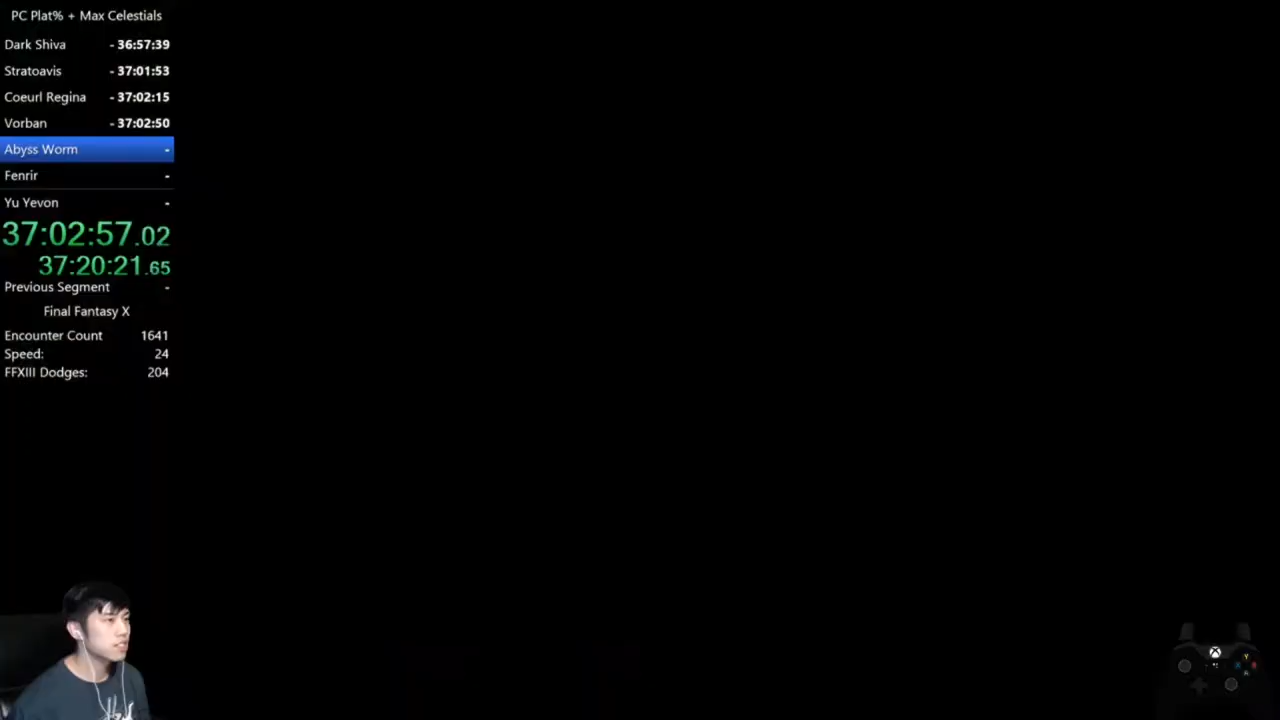 PC Plat% + Max Celestials
Dark Shiva - 36:57:39
Stratoavis - 37:01:53
Coeurl Regina - 37:02:15
Vorban - 37:02:50
Abyss Worm -
Fenrir -
Yu Yevon -
37:02:57.02
37:20:21.65
Previous Segment -
Final Fantasy X
Encounter Count 1641
Speed: 24
FFXIII Dodges: 204